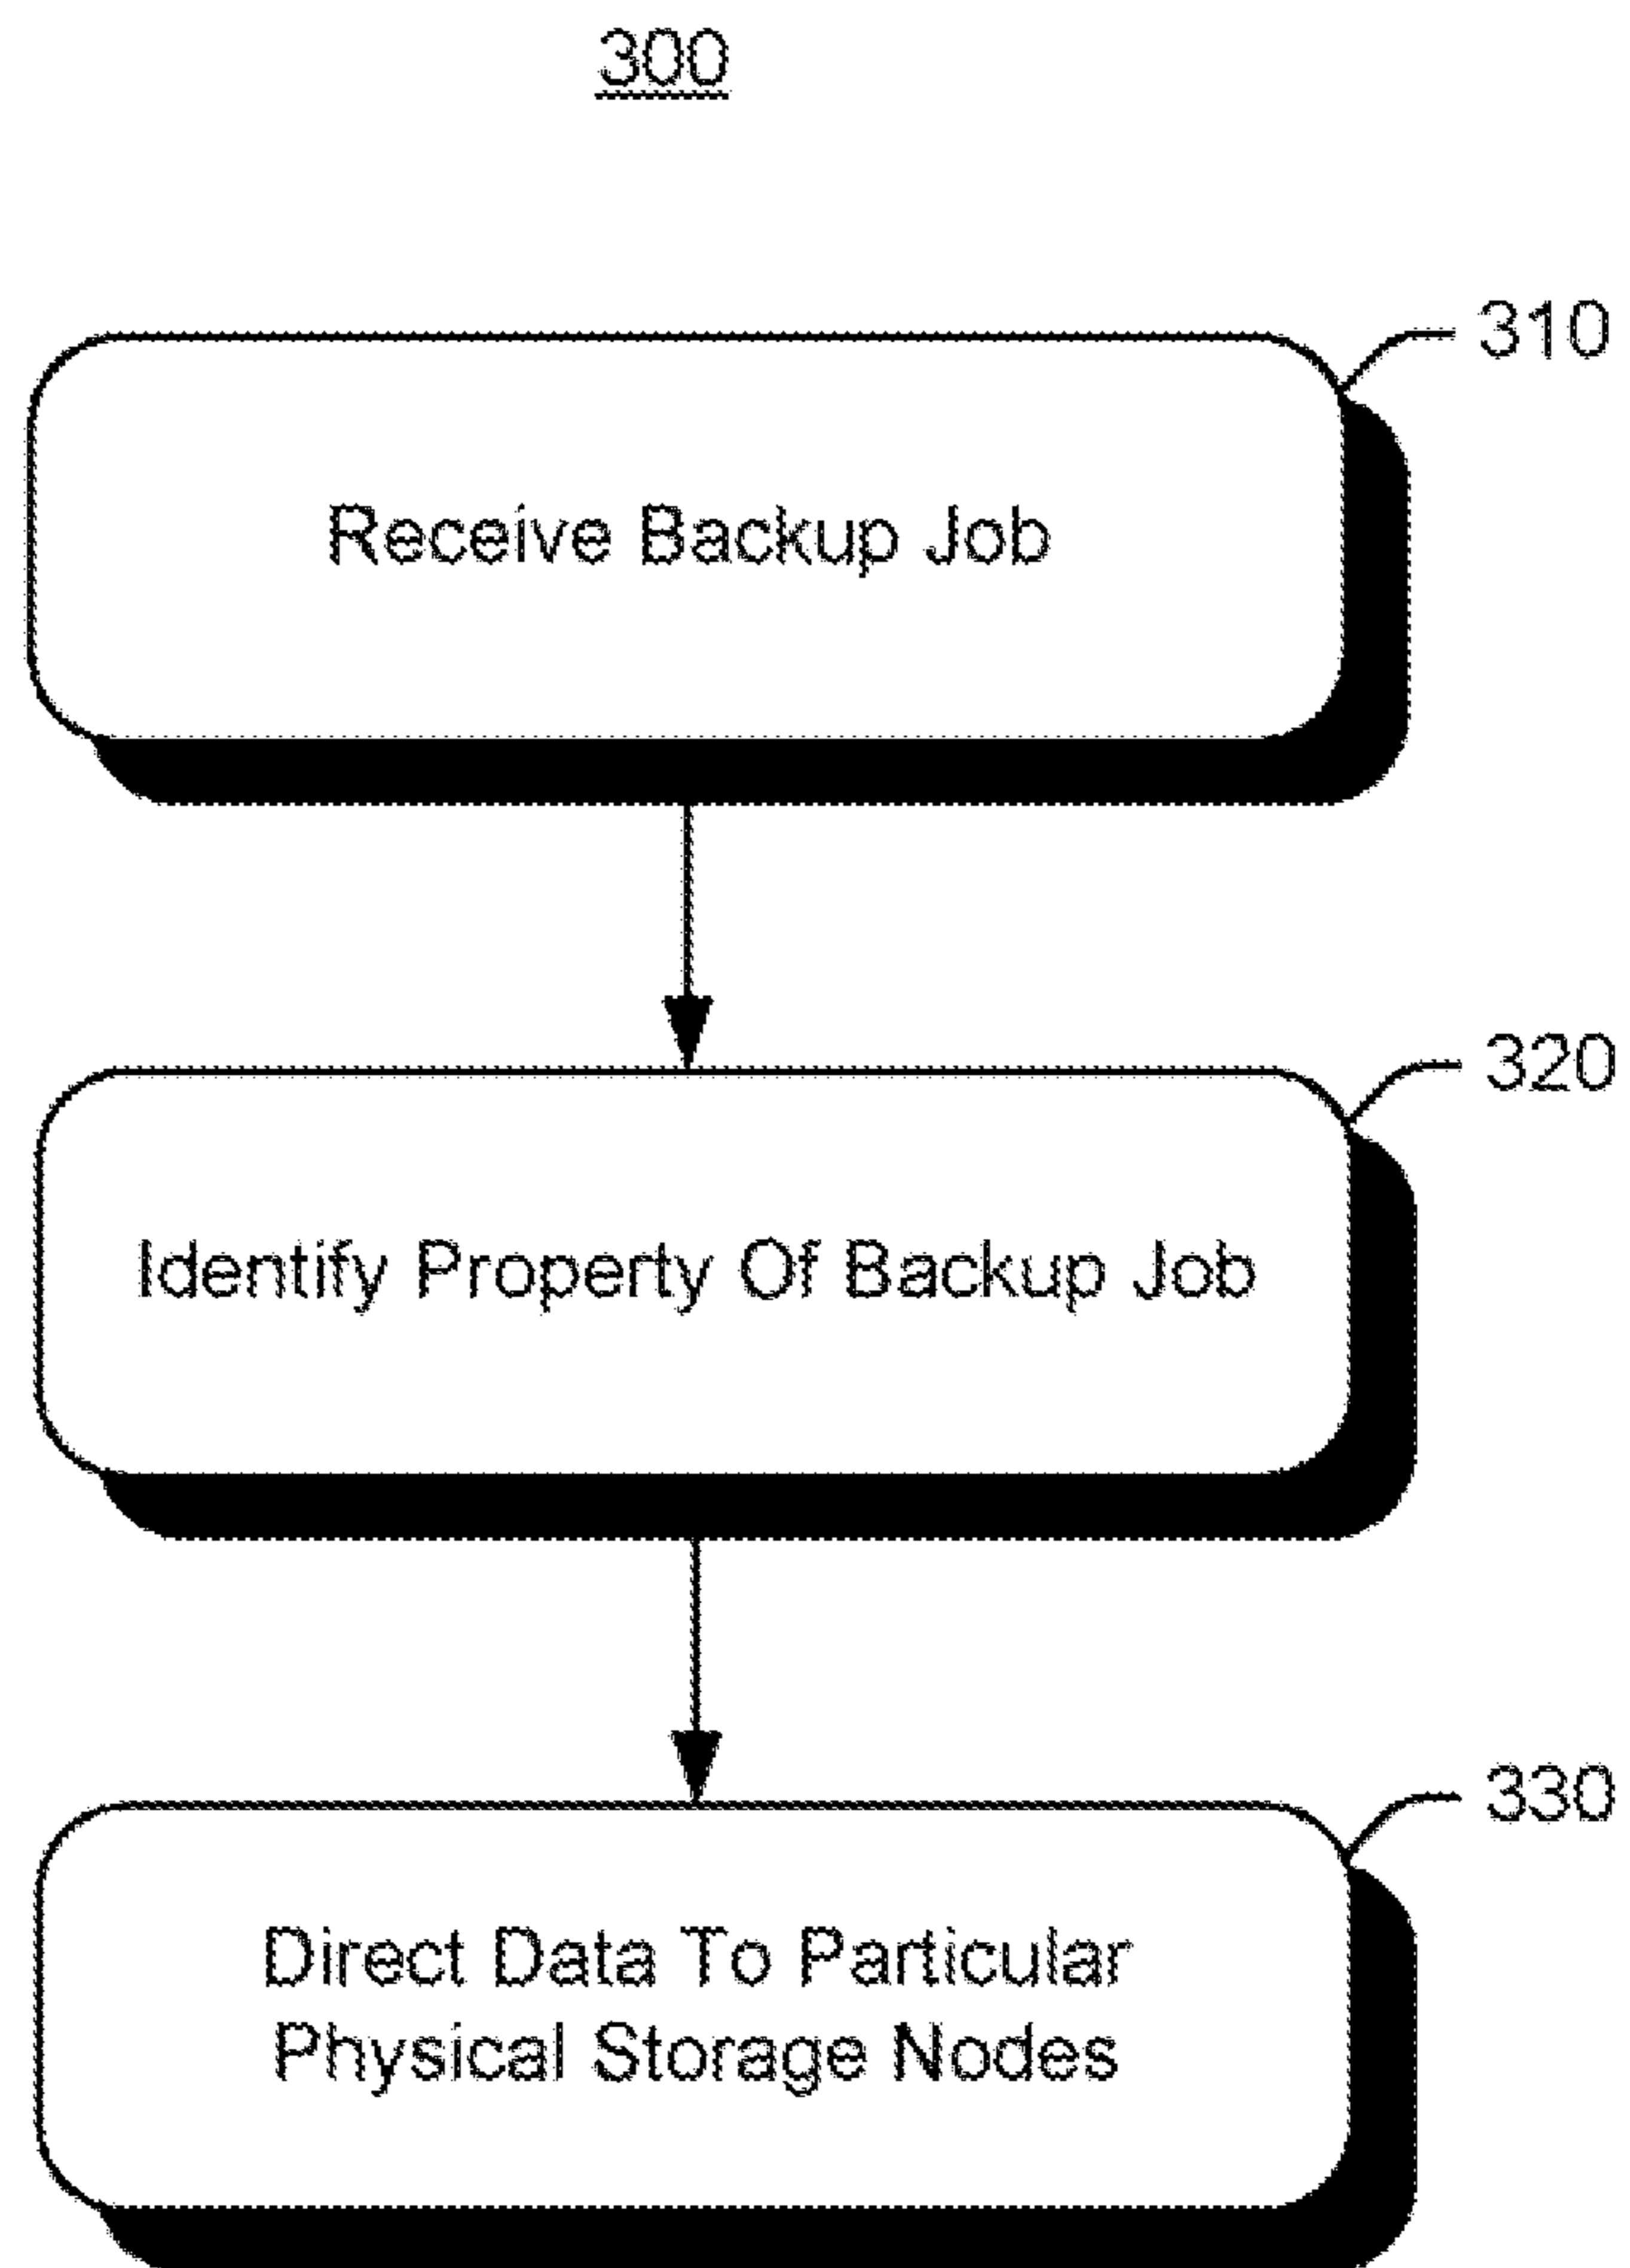 300
310
Receive Backup Job
320
Identify Property Of Backup Job
330
Direct Data To Particular
Physical Storage Nodes